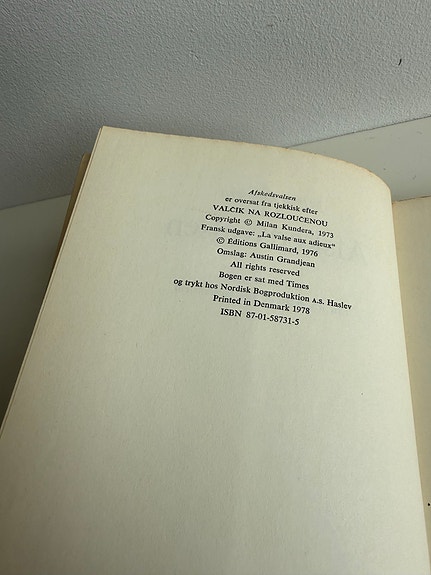 Afskedsvalsen
er oversat fra tjekkisk efter
VALČIK NA ROZLOUČENOU
Copyright © Milan Kundera, 1973
Fransk udgave: „La valse aux adieux“
© Editions Gallimard, 1976
Omslag: Austin Grandjean
All rights reserved
Bogen er sat med Times
og trykt hos Nordisk Bogproduktion A.S. Haslev
Printed in Denmark 1978
ISBN 87-01-58731-5